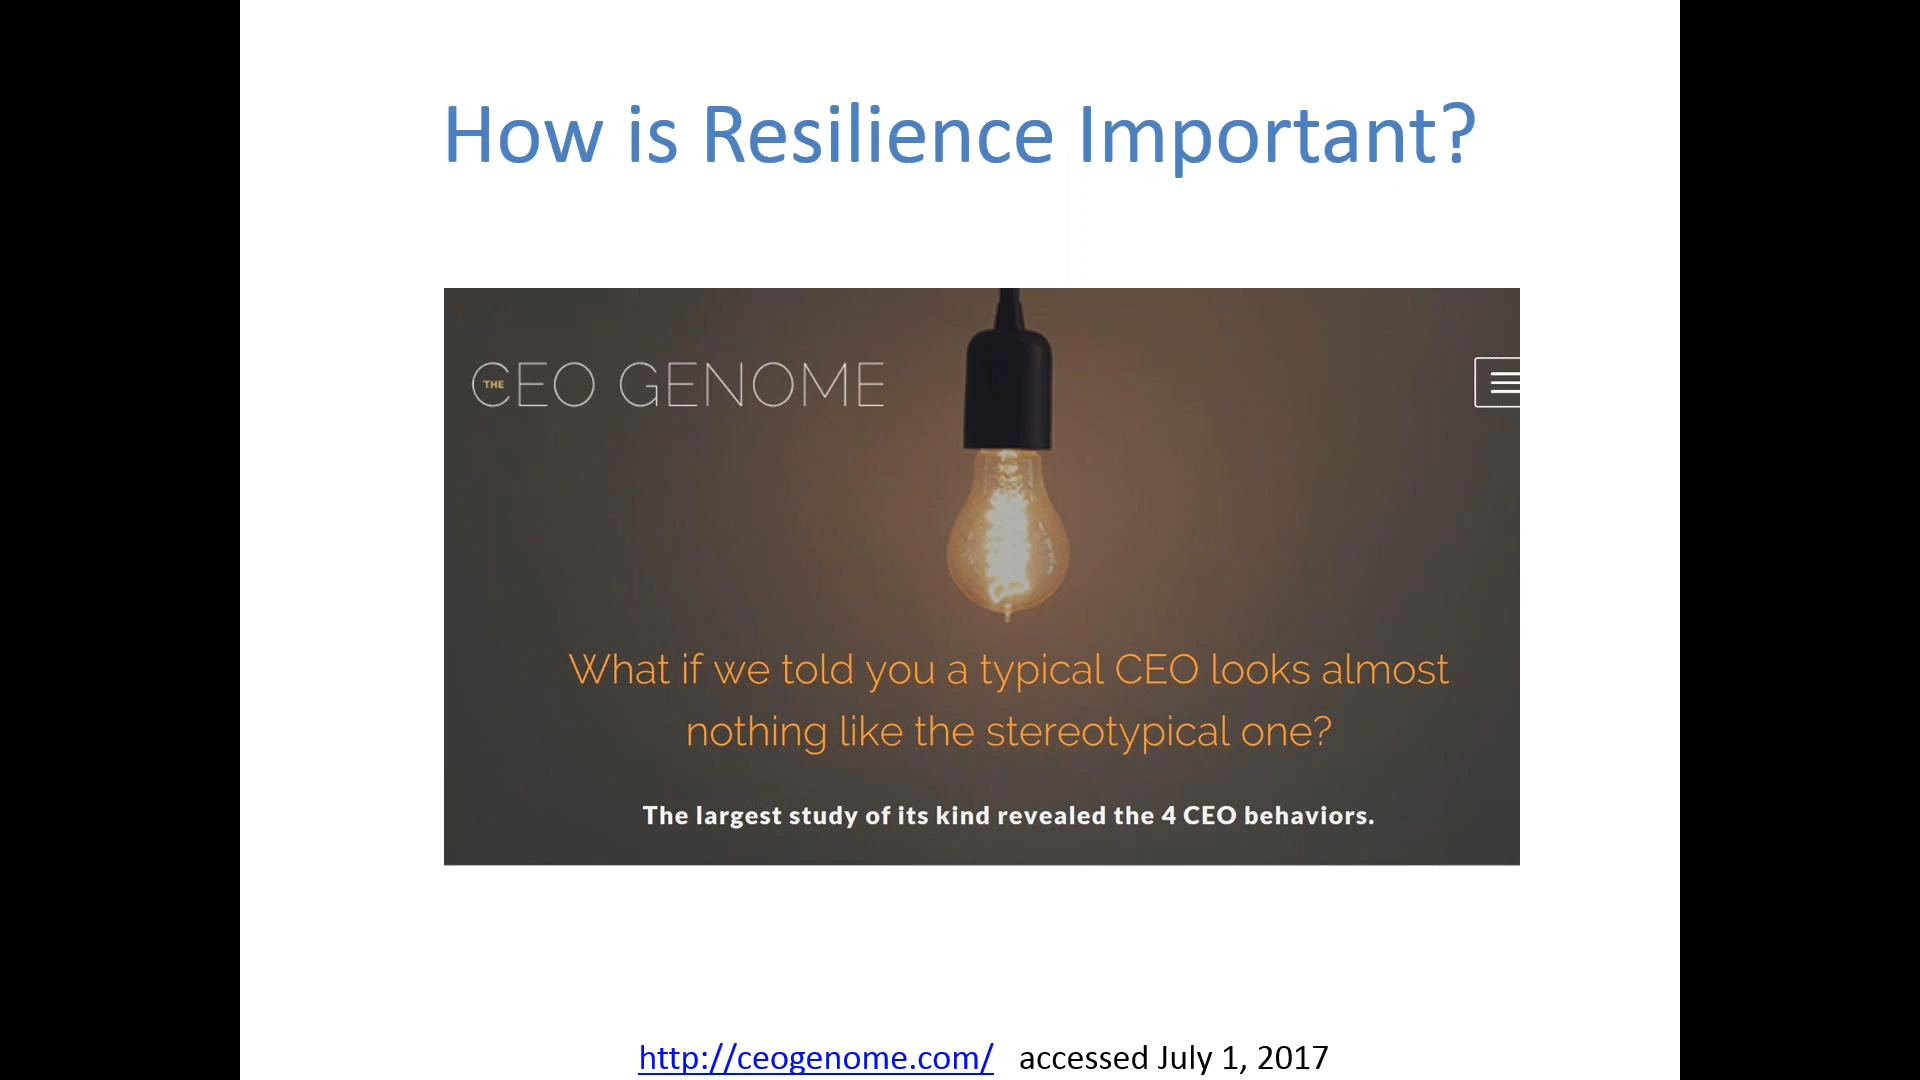 How is Resilience Important?
THE CEO GENOME
What if we told you a typical CEO looks almost
nothing like the stereotypical one?
The largest study of its kind revealed the 4 CEO behaviors.
http://ceogenome.com/ accessed July 1, 2017